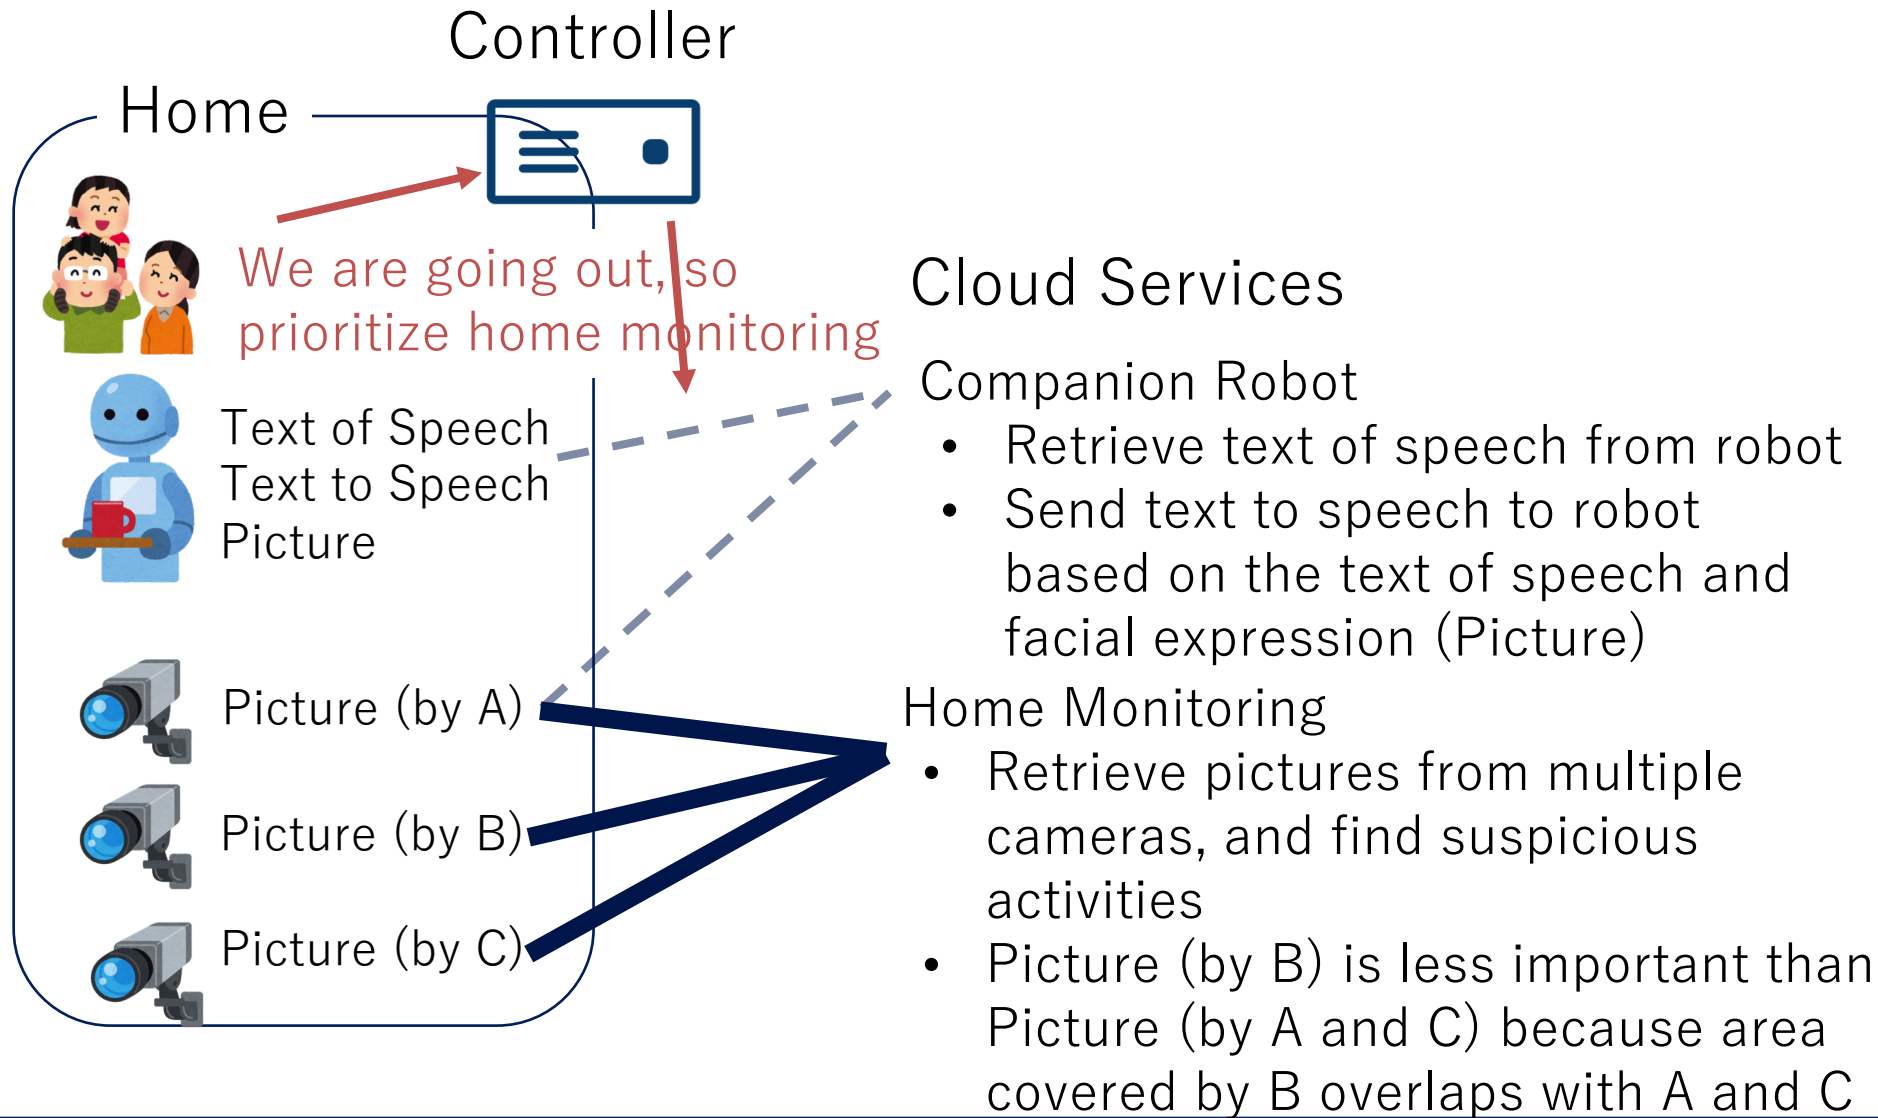 Controller
Home
We are going out, so
prioritize home monitoring
Text of Speech
Text to Speech
Picture
Picture (by A)
Picture (by B)
Picture (by C)
Cloud Services
Companion Robot
• Retrieve text of speech from robot
• Send text to speech to robot
based on the text of speech and
facial expression (Picture)
Home Monitoring
• Retrieve pictures from multiple
cameras, and find suspicious
activities
• Picture (by B) is less important than
Picture (by A and C) because area
covered by B overlaps with A and C